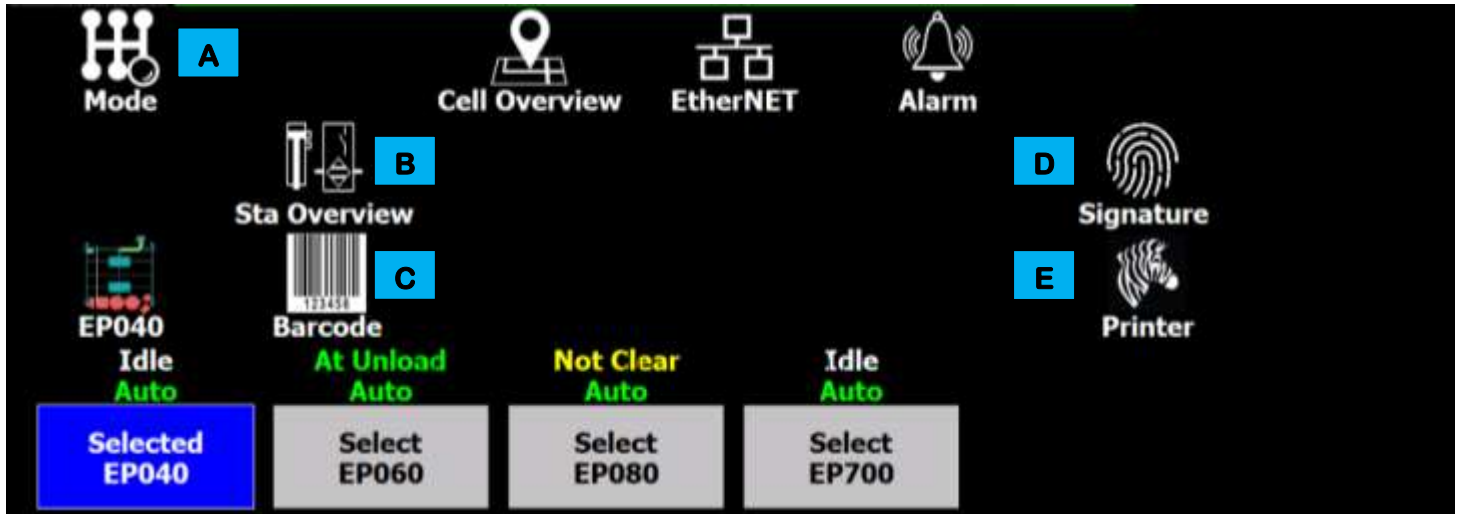 A
Mode
Cell Overview
EtherNET
Alarm
B
Sta Overview
D
Signature
EP040
C
123456
Barcode
E
Printer
Idle
Auto
At Unload
Auto
Not Clear
Auto
Idle
Auto
Selected
EP040
Select
EP060
Select
EP080
Select
EP700